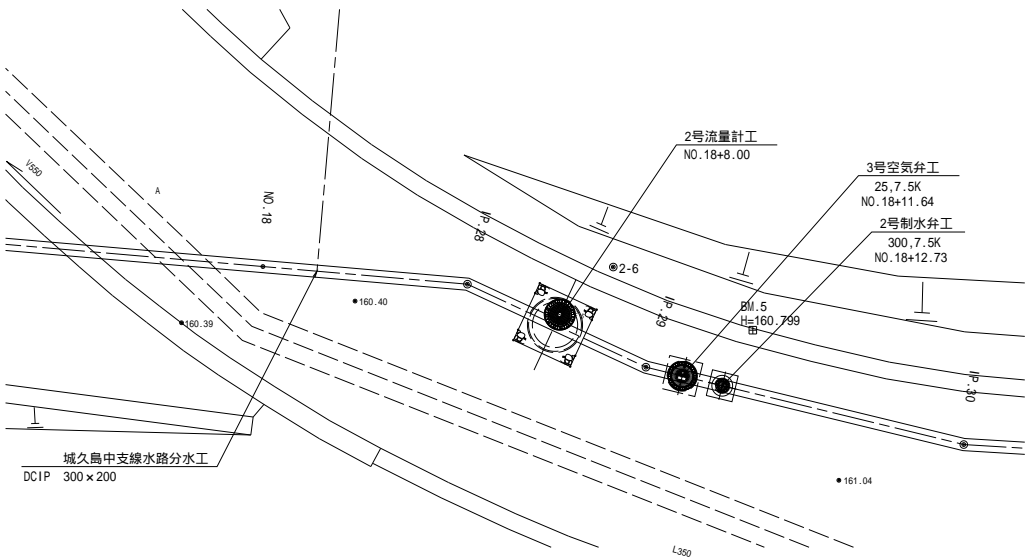 2号流量計工
NO.18+8.00
3号空気弁工
25,7.5K
NO.18+11.64
2号制水弁工
300,7.5K
NO.18+12.73
V550
A
NO.18
I/P.28
2-6
I/P.29
BM.5
H=160.799
160.40
160.39
I/P.30
城久島中支線水路分水工
DCIP 300×200
161.04
L350